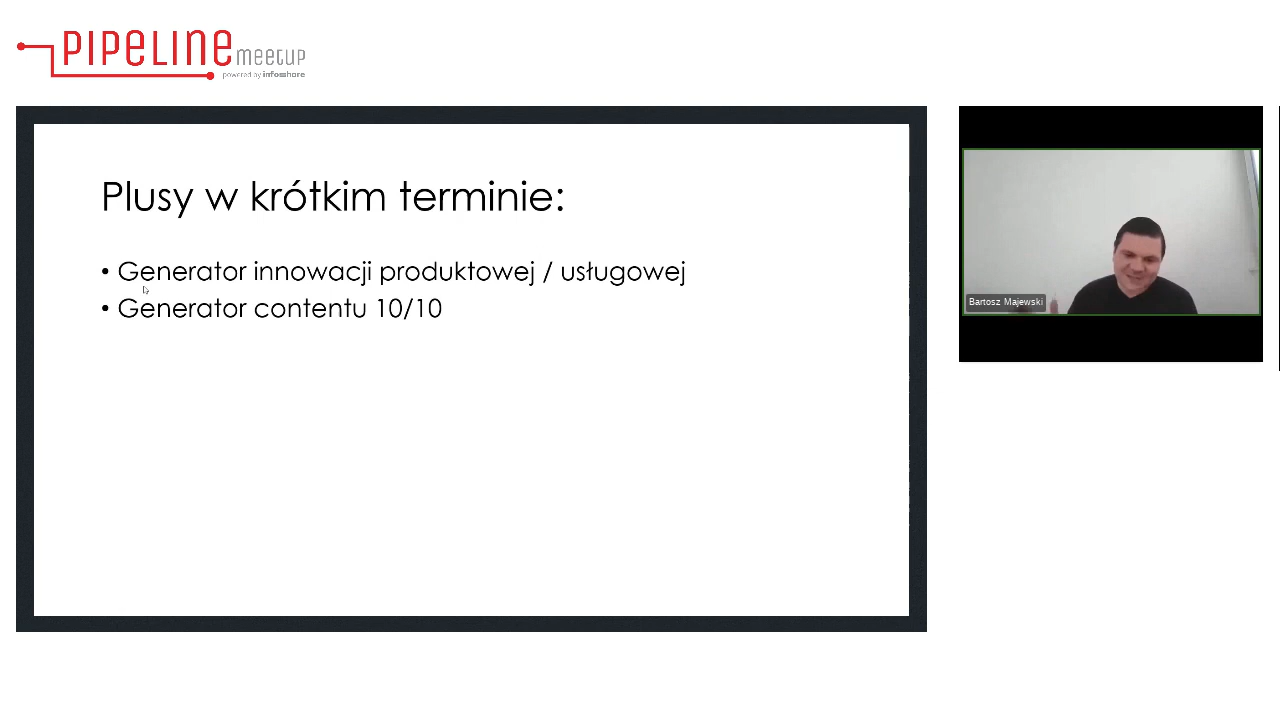 PIPELINE meetup
powered by infoshare
Plusy w krótkim terminie:
• Generator innowacji produktowej / usługowej
• Generator contentu 10/10
Bartosz Majewski